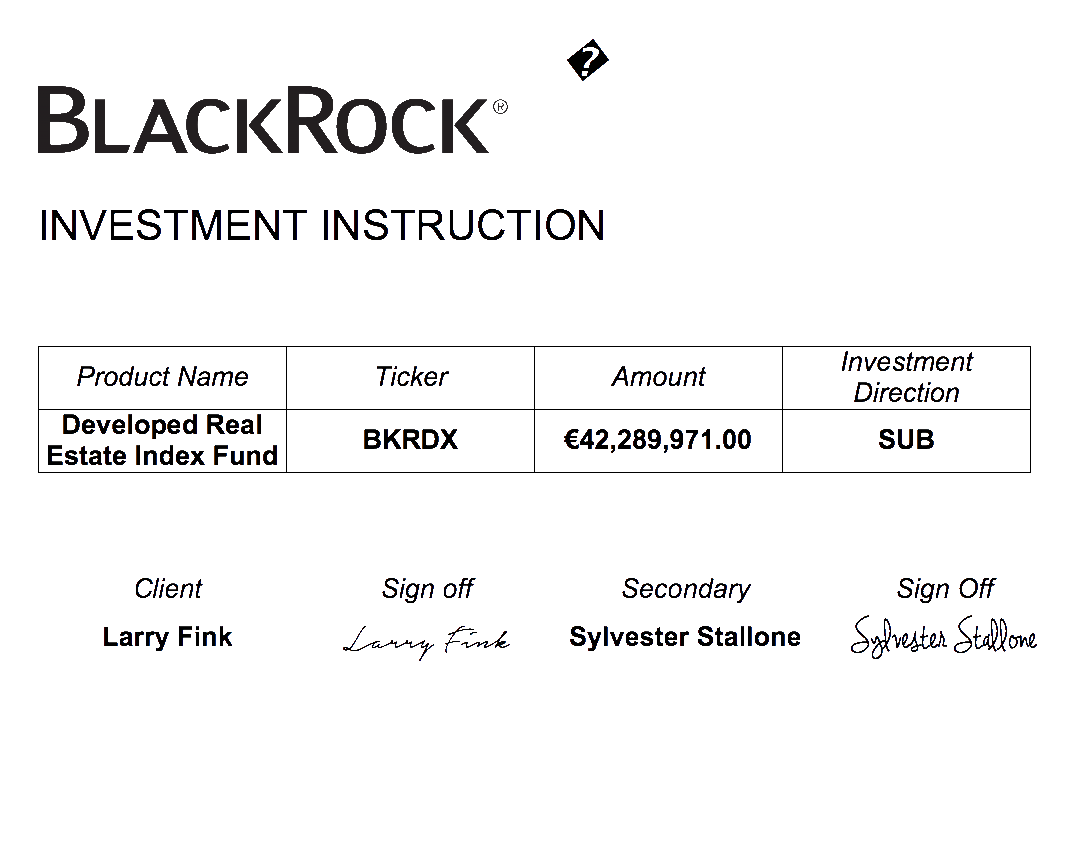 �
BLACKROCK®
INVESTMENT INSTRUCTION
Product Name Ticker Amount Investment Direction
Developed Real Estate Index Fund BKRDX €42,289,971.00 SUB
Client Sign off Secondary Sign Off
Larry Fink Larry Fink Sylvester Stallone Sylvester Stallone